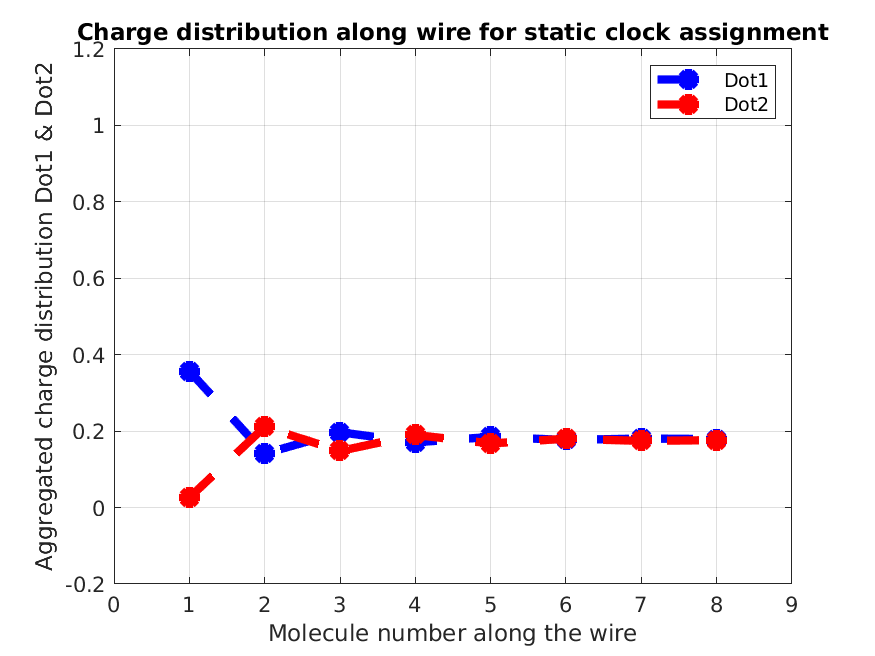 Charge distribution along wire for static clock assignment
Aggregated charge distribution Dot1 & Dot2
1.2
1
0.8
0.6
0.4
0.2
0
-0.2
Dot1
Dot2
0 1 2 3 4 5 6 7 8 9
Molecule number along the wire